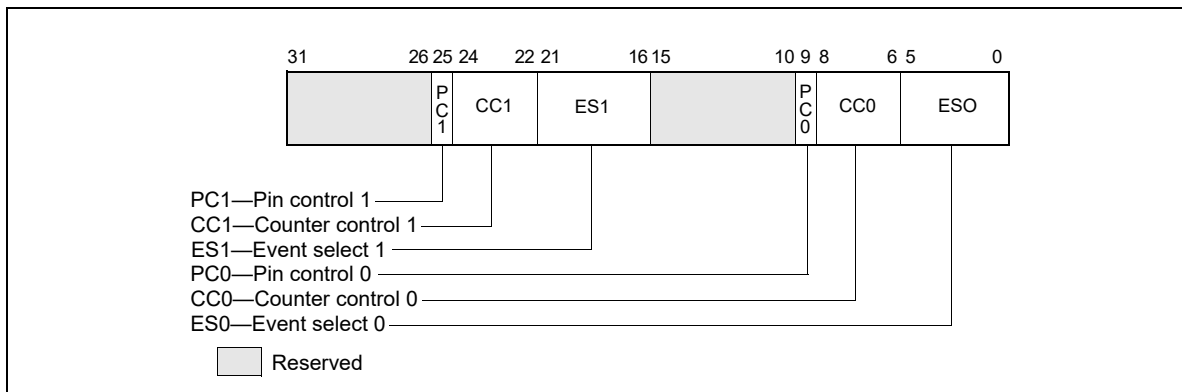 31 26 25 24 22 21 16 15 10 9 8 6 5 0
PC1 CC1 ES1 PC0 CC0 ESO
PC1—Pin control 1
CC1—Counter control 1
ES1—Event select 1
PC0—Pin control 0
CC0—Counter control 0
ES0—Event select 0
Reserved